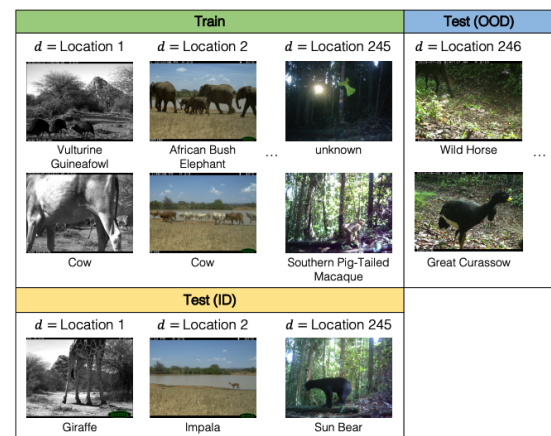 Train
Test (OOD)
d = Location 1
d = Location 2
d = Location 245
d = Location 246
Vulturine
Guineafowl
African Bush
Elephant
...
unknown
Wild Horse
...
Cow
Cow
Southern Pig-Tailed
Macaque
Great Curassow
Test (ID)
d = Location 1
d = Location 2
d = Location 245
Giraffe
Impala
Sun Bear